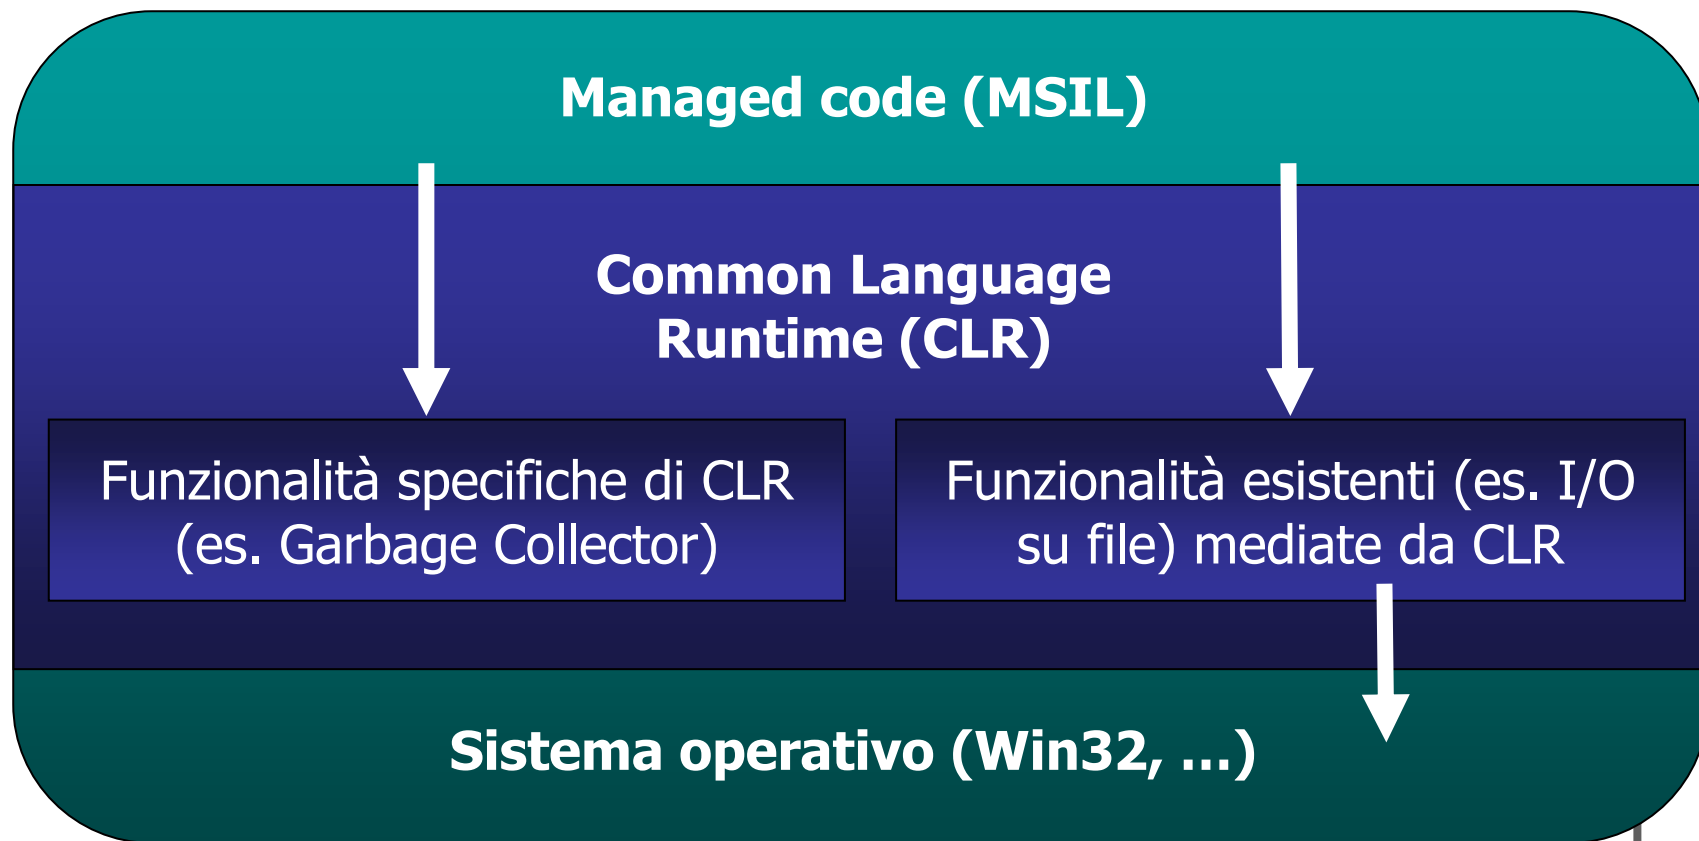 Managed code (MSIL)
Common Language
Runtime (CLR)
Funzionalità specifiche di CLR
(es. Garbage Collector)
Funzionalità esistenti (es. I/O
su file) mediate da CLR
Sistema operativo (Win32, …)